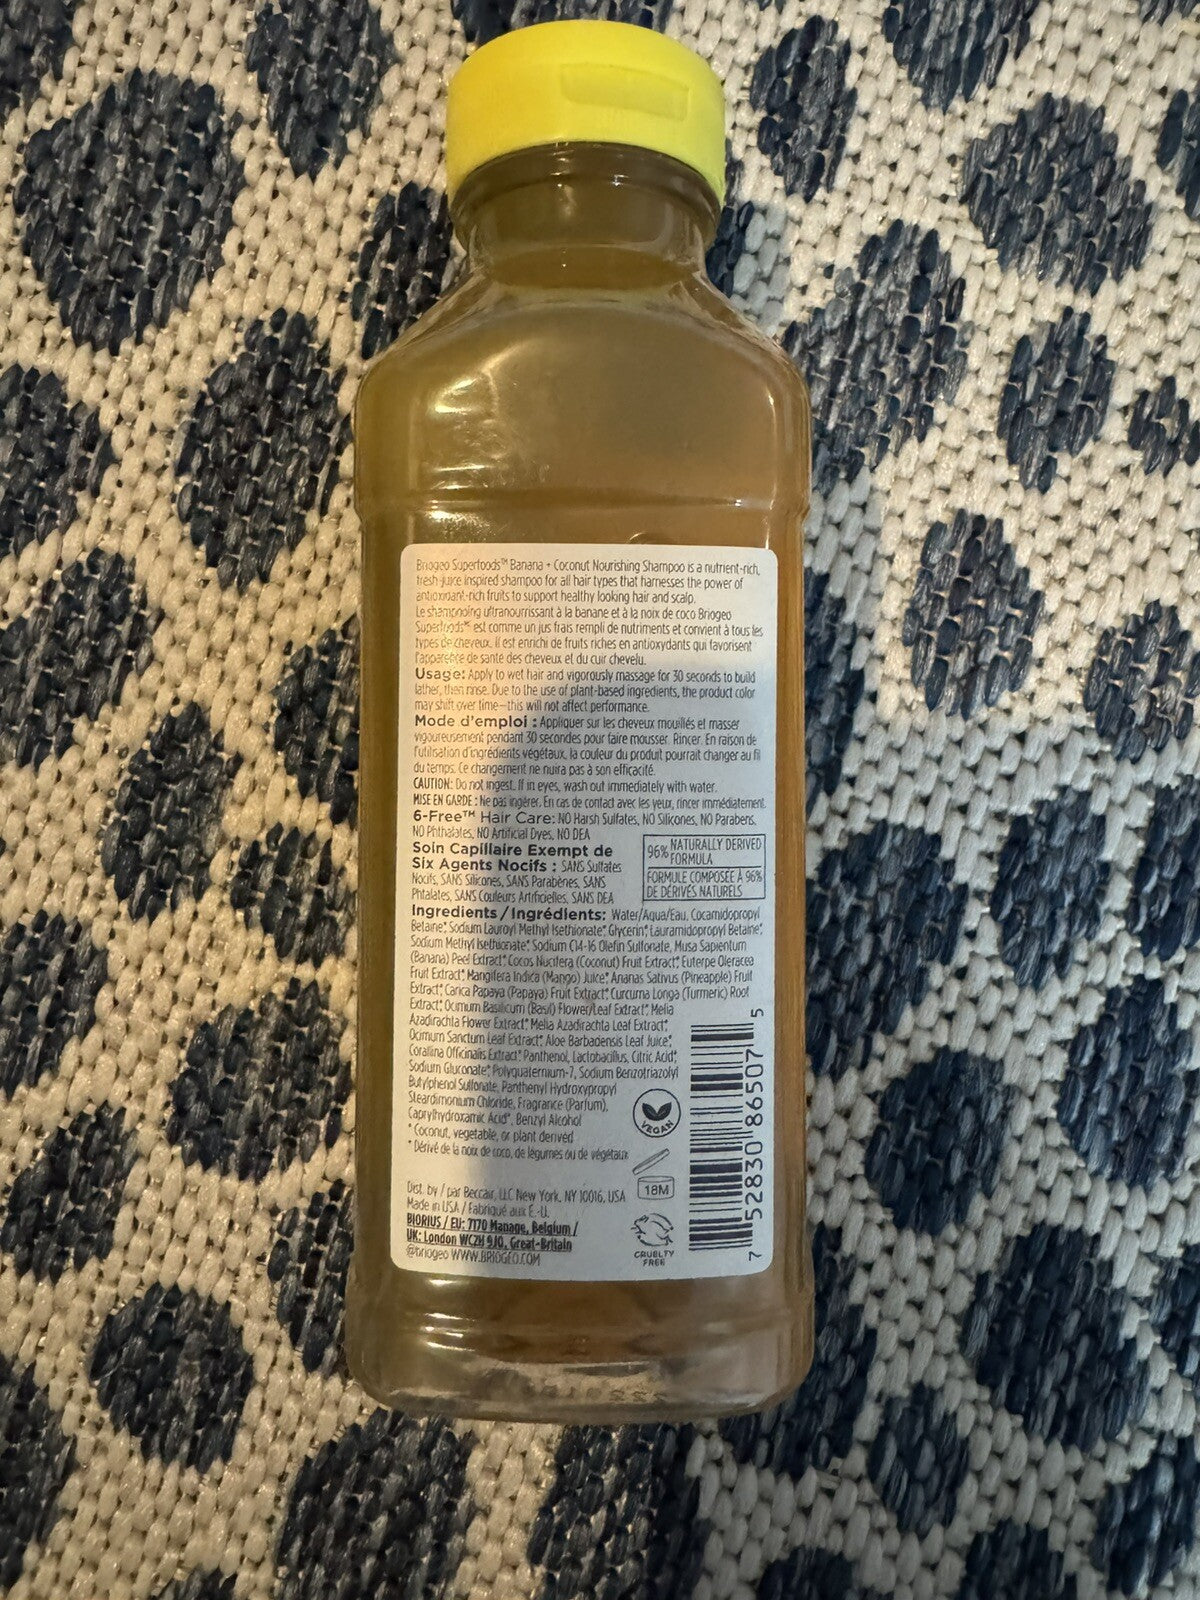 Briogeo Superfoods™ Banana + Coconut Nourishing Shampoo is a nutrient-rich,
fresh-juice inspired shampoo for all hair types that harnesses the power of
antioxidant-rich fruits to support healthy looking hair and scalp.
Le shampooing ultranourrissant à la banane et à la noix de coco Briogeo
Superfoods™ est comme un jus frais rempli de nutriments et convient à tous les
types de cheveux. Il est enrichi de fruits riches en antioxydants qui favorisent
l'apparence de santé des cheveux et du cuir chevelu.
Usage: Apply to wet hair and vigorously massage for 30 seconds to build
lather, then rinse. Due to the use of plant-based ingredients, the product color
may shift over time—this will not affect performance.
Mode d'emploi : Appliquer sur les cheveux mouillés et masser
vigoureusement pendant 30 secondes pour faire mousser. Rincer. En raison de
l'utilisation d'ingrédients végétaux, la couleur du produit pourrait changer au fil
du temps. Ce changement ne nuira pas à son efficacité.
CAUTION: Do not ingest. If in eyes, wash out immediately with water.
MISE EN GARDE : Ne pas ingérer. En cas de contact avec les yeux, rincer immédiatement.
6-Free™ Hair Care: NO Harsh Sulfates, NO Silicones, NO Parabens,
NO Phthalates, NO Artificial Dyes, NO DEA
Soin Capillaire Exempt de
Six Agents Nocifs : SANS Sulfates
Nocifs, SANS Silicones, SANS Parabènes, SANS
Phtalates, SANS Couleurs Artificielles, SANS DEA
96% NATURALLY DERIVED
FORMULA
FORMULE COMPOSÉE À 96%
DE DÉRIVÉS NATURELS
Ingredients / Ingrédients: Water/Aqua/Eau, Cocamidopropyl
Betaine*, Sodium Lauroyl Methyl Isethionate*, Glycerin*, Lauramidopropyl Betaine*,
Sodium Methyl Isethionate*, Sodium C14-16 Olefin Sulfonate, Musa Sapientum
(Banana) Peel Extract*, Cocos Nucifera (Coconut) Fruit Extract*, Euterpe Oleracea
Fruit Extract*, Mangifera Indica (Mango) Juice*, Ananas Sativus (Pineapple) Fruit
Extract*, Carica Papaya (Papaya) Fruit Extract*, Curcuma Longa (Turmeric) Root
Extract*, Ocimum Basilicum (Basil) Flower/Leaf Extract*, Melia
Azadirachta Flower Extract*, Melia Azadirachta Leaf Extract*,
Ocimum Sanctum Leaf Extract*, Aloe Barbadensis Leaf Juice*,
Corallina Officinalis Extract*, Panthenol, Lactobacillus, Citric Acid*,
Sodium Gluconate*, Polyquaternium-7, Sodium Benzotriazolyl
Butylphenol Sulfonate, Panthenyl Hydroxypropyl
Steardimonium Chloride, Fragrance (Parfum),
Caprylhydroxamic Acid*, Benzyl Alcohol
* Coconut, vegetable, or plant derived
* Dérivé de la noix de coco, de légumes ou de végétaux
VEGAN
18M
CRUELTY
FREE
Dist. by / par Beccair, LLC New York, NY 10016, USA
Made in USA / Fabriqué aux É.-U.
BIORIUS / EU: 7170 Manage, Belgium /
UK: London WC2H 9JQ, Great-Britain
@briogeo WWW.BRIOGEO.COM
7 52830 86507 5